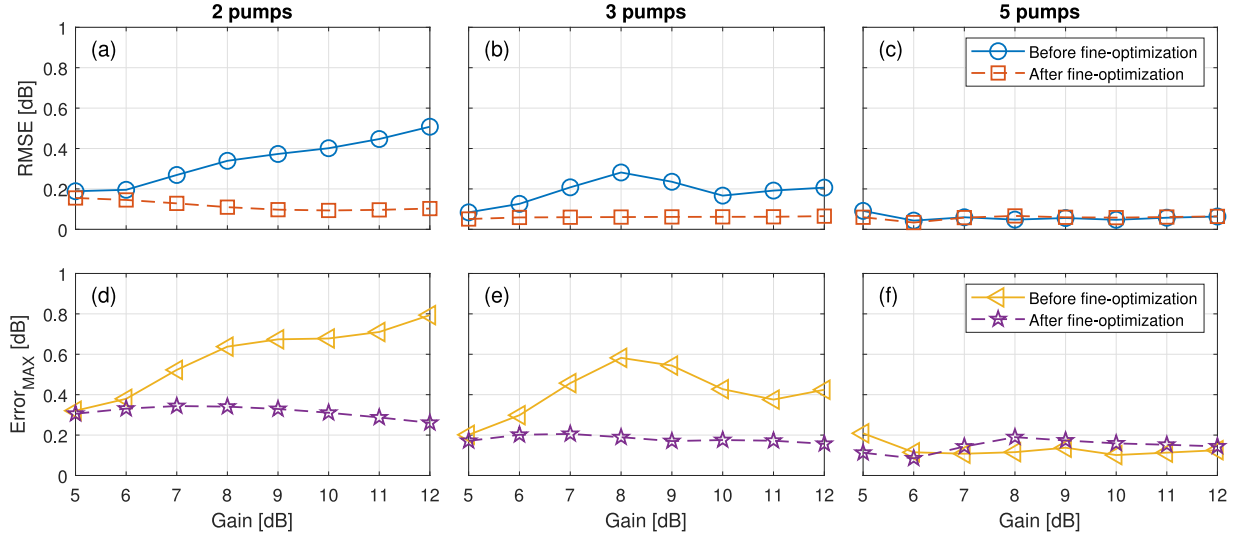 2 pumps
3 pumps
5 pumps
RMSE [dB]
1
0.8
0.6
0.4
0.2
0
(a)
(b)
(c)
Before fine-optimization
After fine-optimization
Error_MAX [dB]
1
0.8
0.6
0.4
0.2
0
(d)
(e)
(f)
Before fine-optimization
After fine-optimization
5 6 7 8 9 10 11 12
5 6 7 8 9 10 11 12
5 6 7 8 9 10 11 12
Gain [dB]
Gain [dB]
Gain [dB]